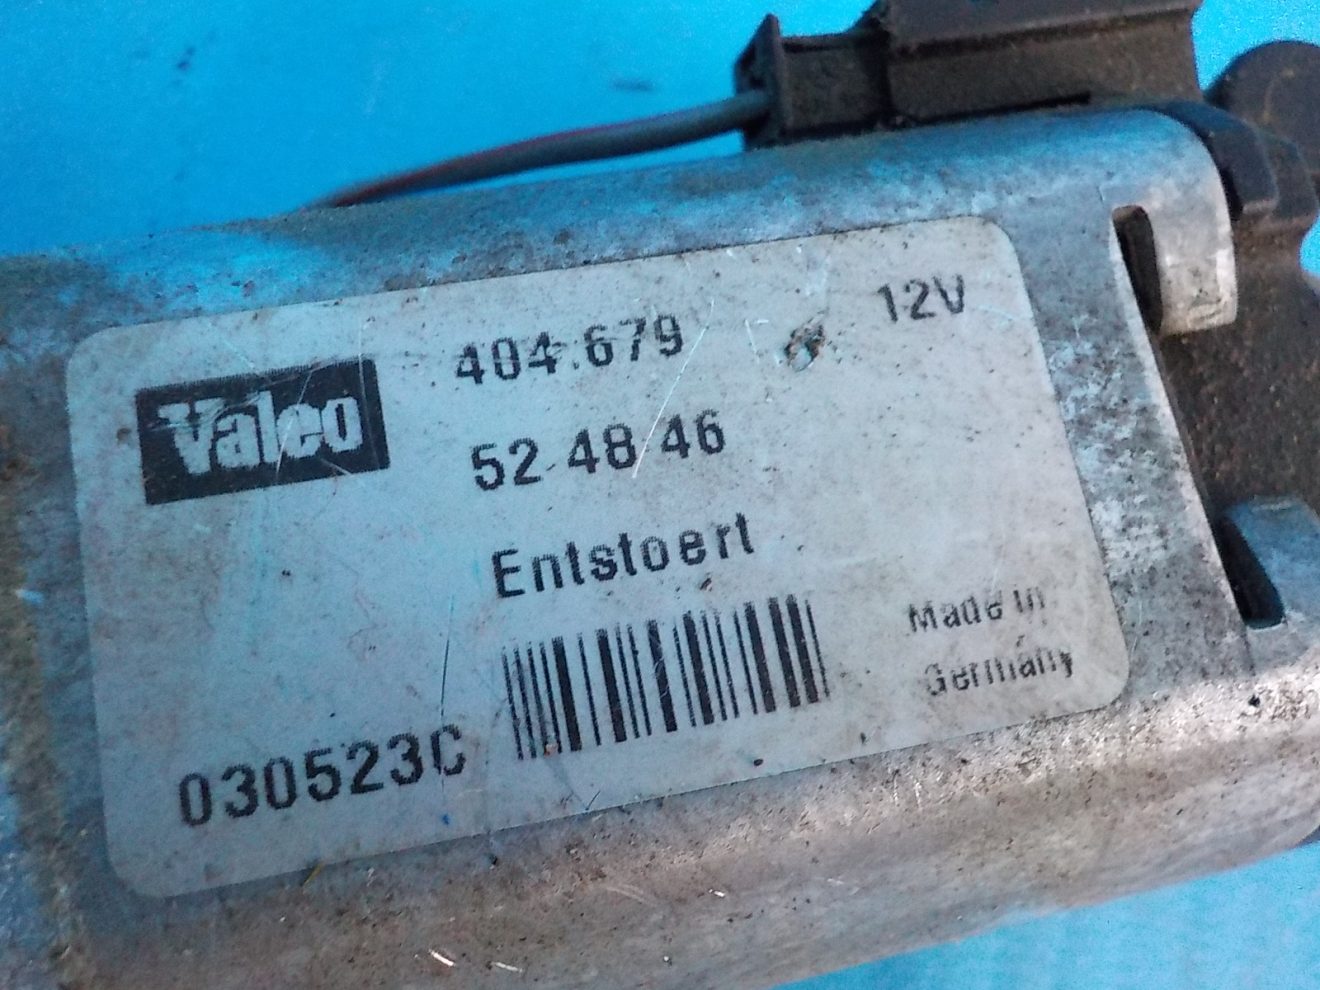 Valeo
404.679
12V
52 48 46
Entstoert
Made in
Germany
030523C